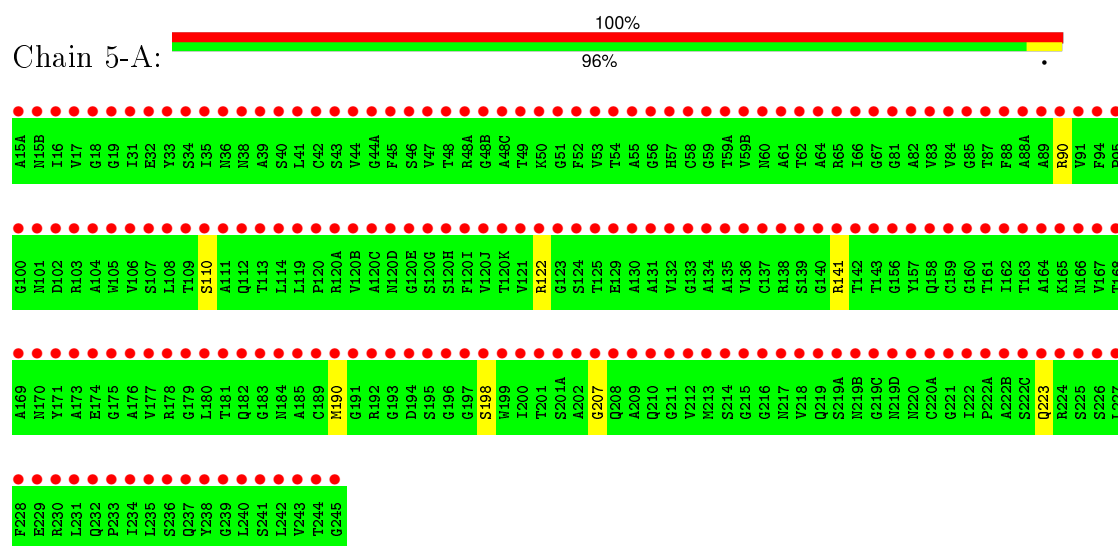 100%
Chain 5-A:
96%
A15A N15B I16 V17 G18 G19 I31 E32 Y33 S34 I35 N36 N38 A39 S40 L41 C42 S43 V44 G44A F45 S46 V47 T48 R48A G48B A48C T49 K50 G51 F52 V53 T54 A55 G56 H57 C58 G59 T59A V59B N60 A61 T62 A64 R65 I66 G67 G81 A82 V83 V84 G85 T87 F88 A88A A89 R90 V91 F94 P95
G100 N101 D102 R103 A104 W105 V106 S107 L108 T109 S110 A111 Q112 T113 L114 L119 P120 R120A V120B A120C N120D G120E S120G S120H F120I V120J T120K V121 R122 G123 S124 T125 E129 A130 A131 V132 G133 A134 A135 V136 C137 R138 S139 G140 R141 T142 T143 G156 Y157 Q158 C159 G160 T161 I162 T163 A164 K165 N166 V167 T168
A169 N170 Y171 A173 E174 G175 A176 V177 R178 G179 L180 T181 Q182 G183 N184 A185 C189 M190 G191 R192 G193 D194 S195 G196 G197 S198 W199 I200 T201 S201A A202 G207 Q208 A209 Q210 G211 V212 M213 S214 G215 G216 N217 V218 Q219 S219A N219B G219C N219D N220 C220A G221 I222 P222A A222B S222C Q223 R224 S225 S226 L227
F228 E229 R230 L231 Q232 P233 I234 L235 S236 Q237 Y238 G239 L240 S241 L242 V243 T244 G245